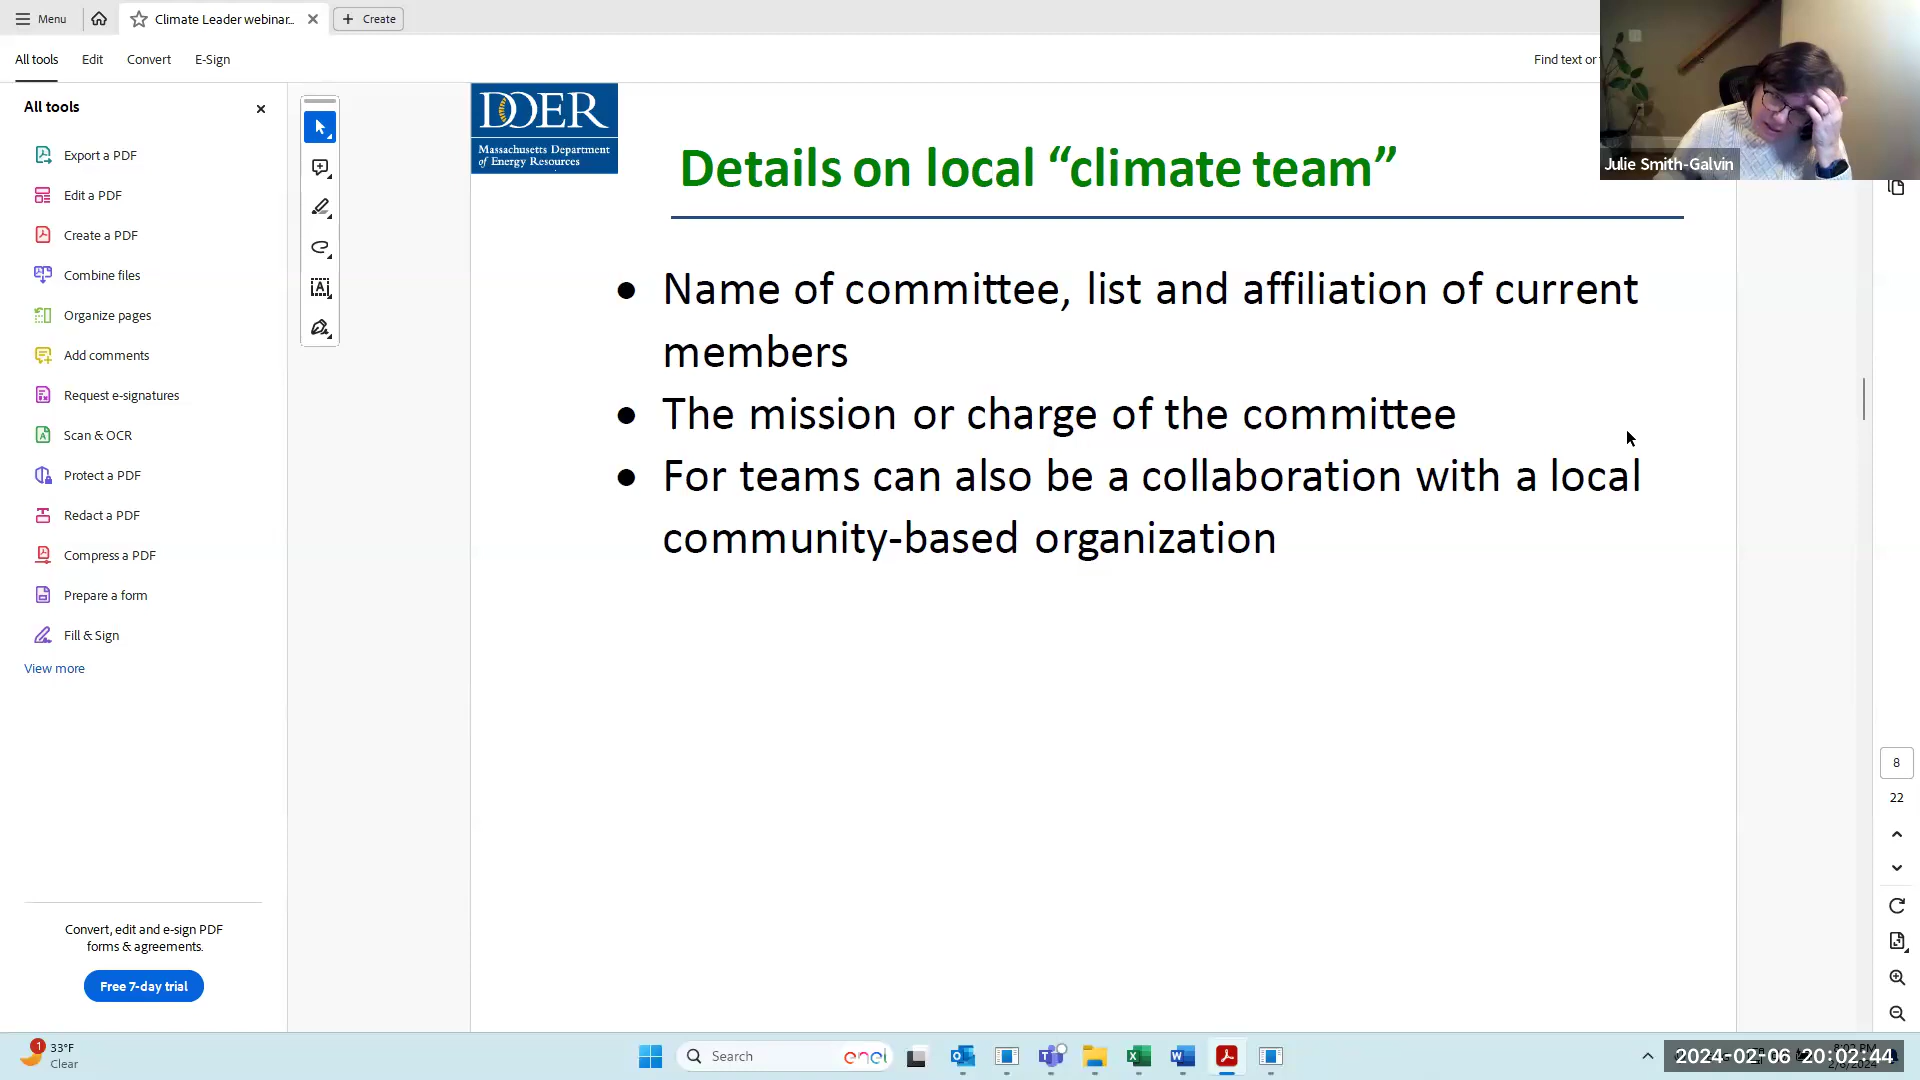 Menu
Climate Leader webinar...
Create
All tools
Edit
Convert
E-Sign
Find text or
All tools
Export a PDF
Edit a PDF
Create a PDF
Combine files
Organize pages
Add comments
Request e-signatures
Scan & OCR
Protect a PDF
Redact a PDF
Compress a PDF
Prepare a form
Fill & Sign
View more
Convert, edit and e-sign PDF
forms & agreements.
Free 7-day trial
DOER
Massachusetts Department
of Energy Resources
Details on local “climate team”
● Name of committee, list and affiliation of current
members
● The mission or charge of the committee
● For teams can also be a collaboration with a local
community-based organization
Julie Smith-Galvin
8
22
1
33°F
Clear
Search
enel
2024-02-06 20:02:44